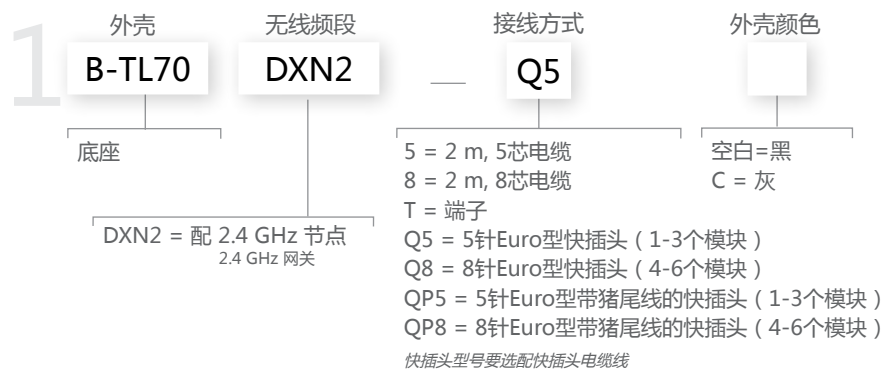 1
外壳 无线频段 接线方式 外壳颜色
B-TL70 DXN2 — Q5
底座
DXN2 = 配 2.4 GHz 节点
2.4 GHz 网关
5 = 2 m, 5芯电缆
8 = 2 m, 8芯电缆
T = 端子
Q5 = 5针Euro型快插头（1-3个模块）
Q8 = 8针Euro型快插头（4-6个模块）
QP5 = 5针Euro型带猪尾线的快插头（1-3个模块）
QP8 = 8针Euro型带猪尾线的快插头（4-6个模块）
快插头型号要选配快插头电缆线
空白=黑
C = 灰